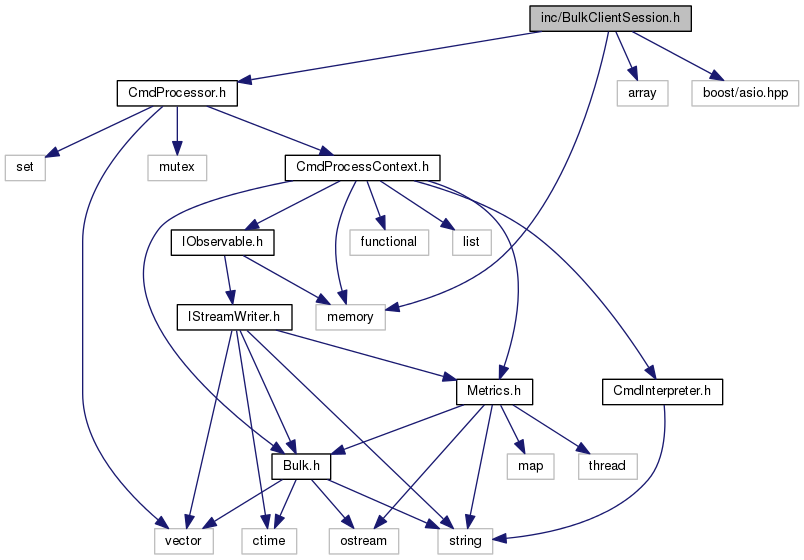 inc/BulkClientSession.h
CmdProcessor.h
array
boost/asio.hpp
set
mutex
CmdProcessContext.h
IObservable.h
functional
list
IStreamWriter.h
memory
Metrics.h
CmdInterpreter.h
Bulk.h
map
thread
vector
ctime
ostream
string